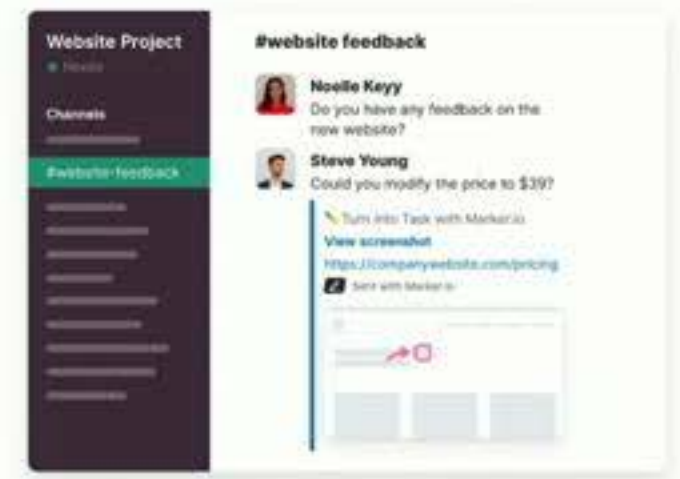 Website Project
Noelle
Channels
#website-feedback
#website feedback
Noelle Keyy
Do you have any feedback on the
new website?
Steve Young
Could you modify the price to $39?
Turn into Task with Marker.io
View screenshot
https://companywebsite.com/pricing
Sent with Marker.io